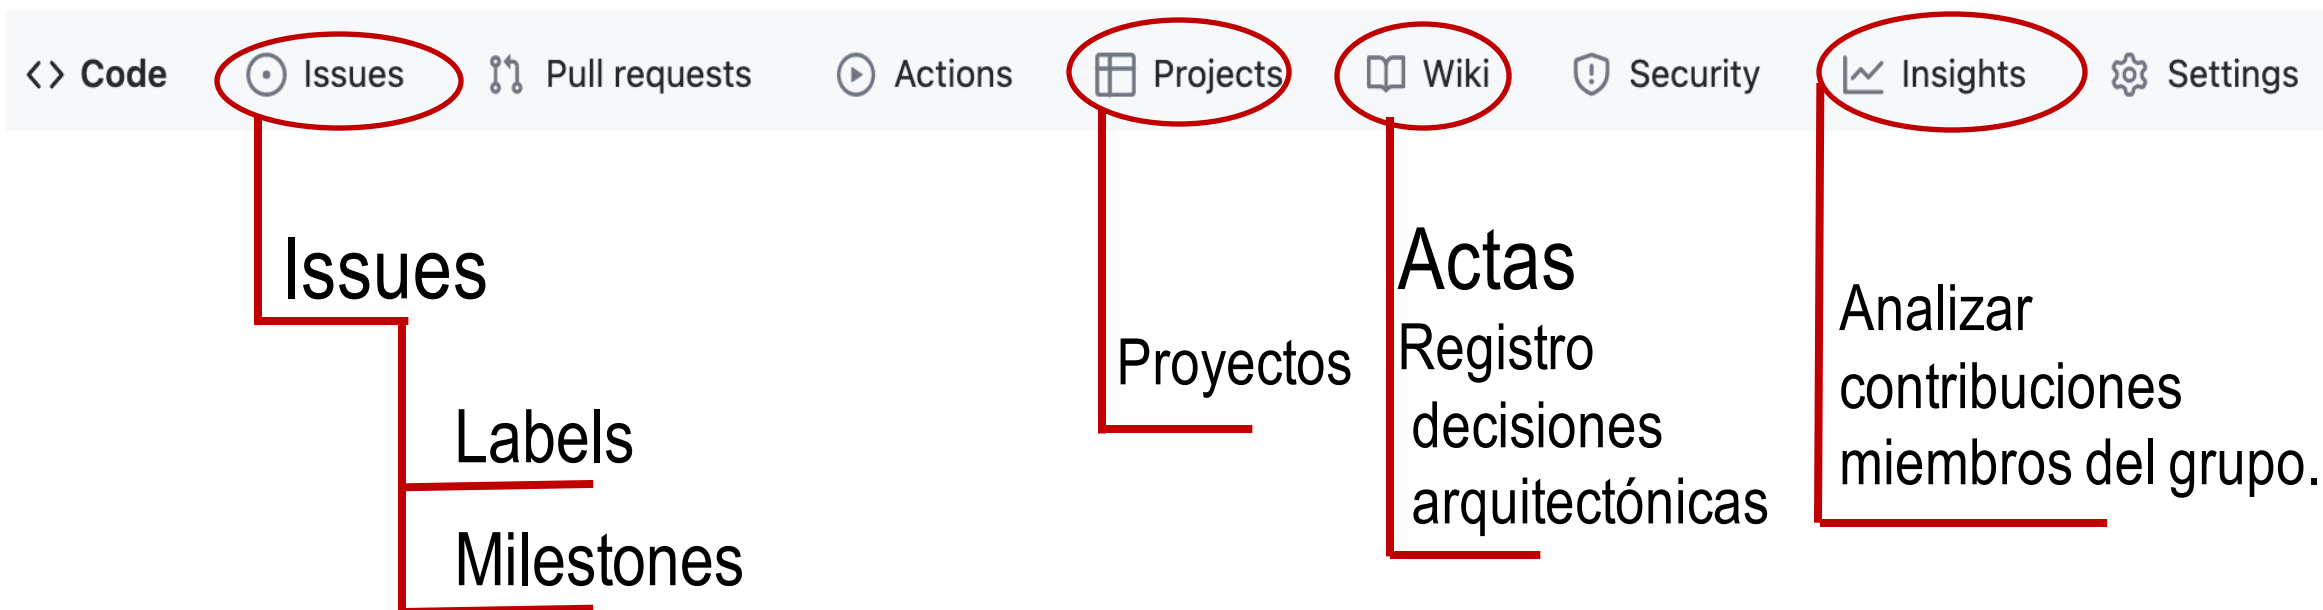 <> Code Issues Pull requests Actions Projects Wiki Security Insights Settings
Issues
Labels
Milestones
Proyectos
Actas
Registro
decisiones
arquitectónicas
Analizar
contribuciones
miembros del grupo.